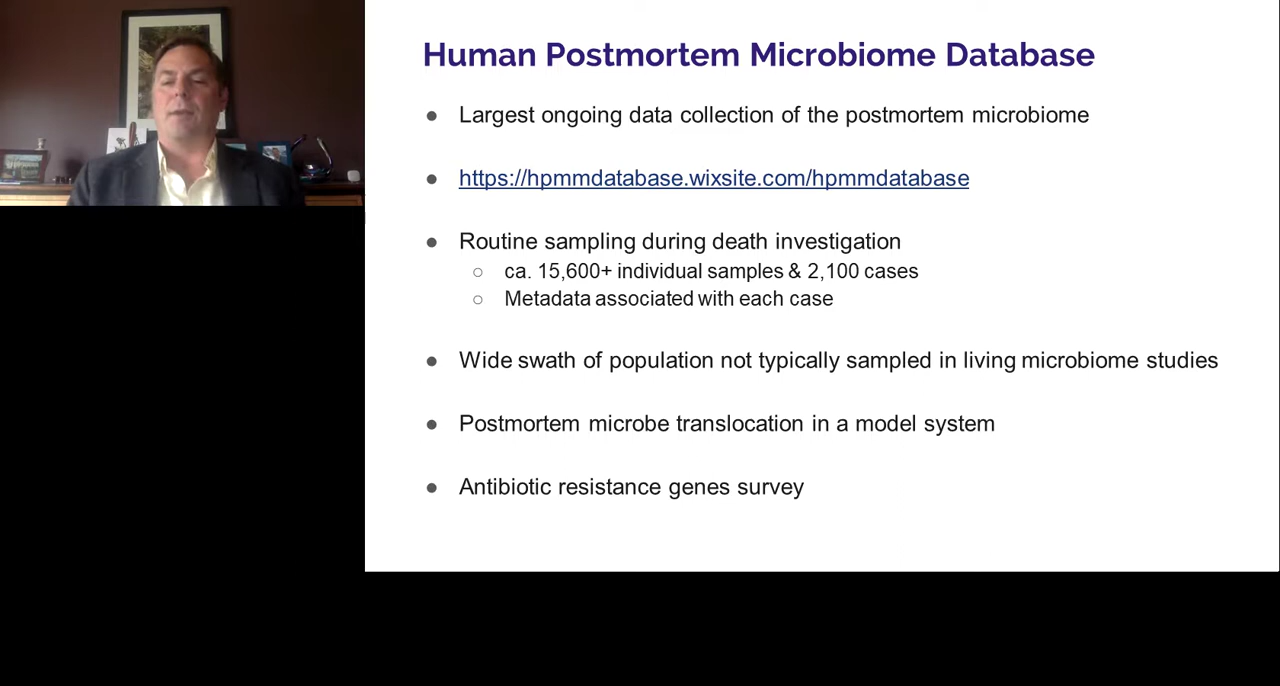 Human Postmortem Microbiome Database
● Largest ongoing data collection of the postmortem microbiome
● https://hpmmdatabase.wixsite.com/hpmmdatabase
● Routine sampling during death investigation
○ ca. 15,600+ individual samples & 2,100 cases
○ Metadata associated with each case
● Wide swath of population not typically sampled in living microbiome studies
● Postmortem microbe translocation in a model system
● Antibiotic resistance genes survey